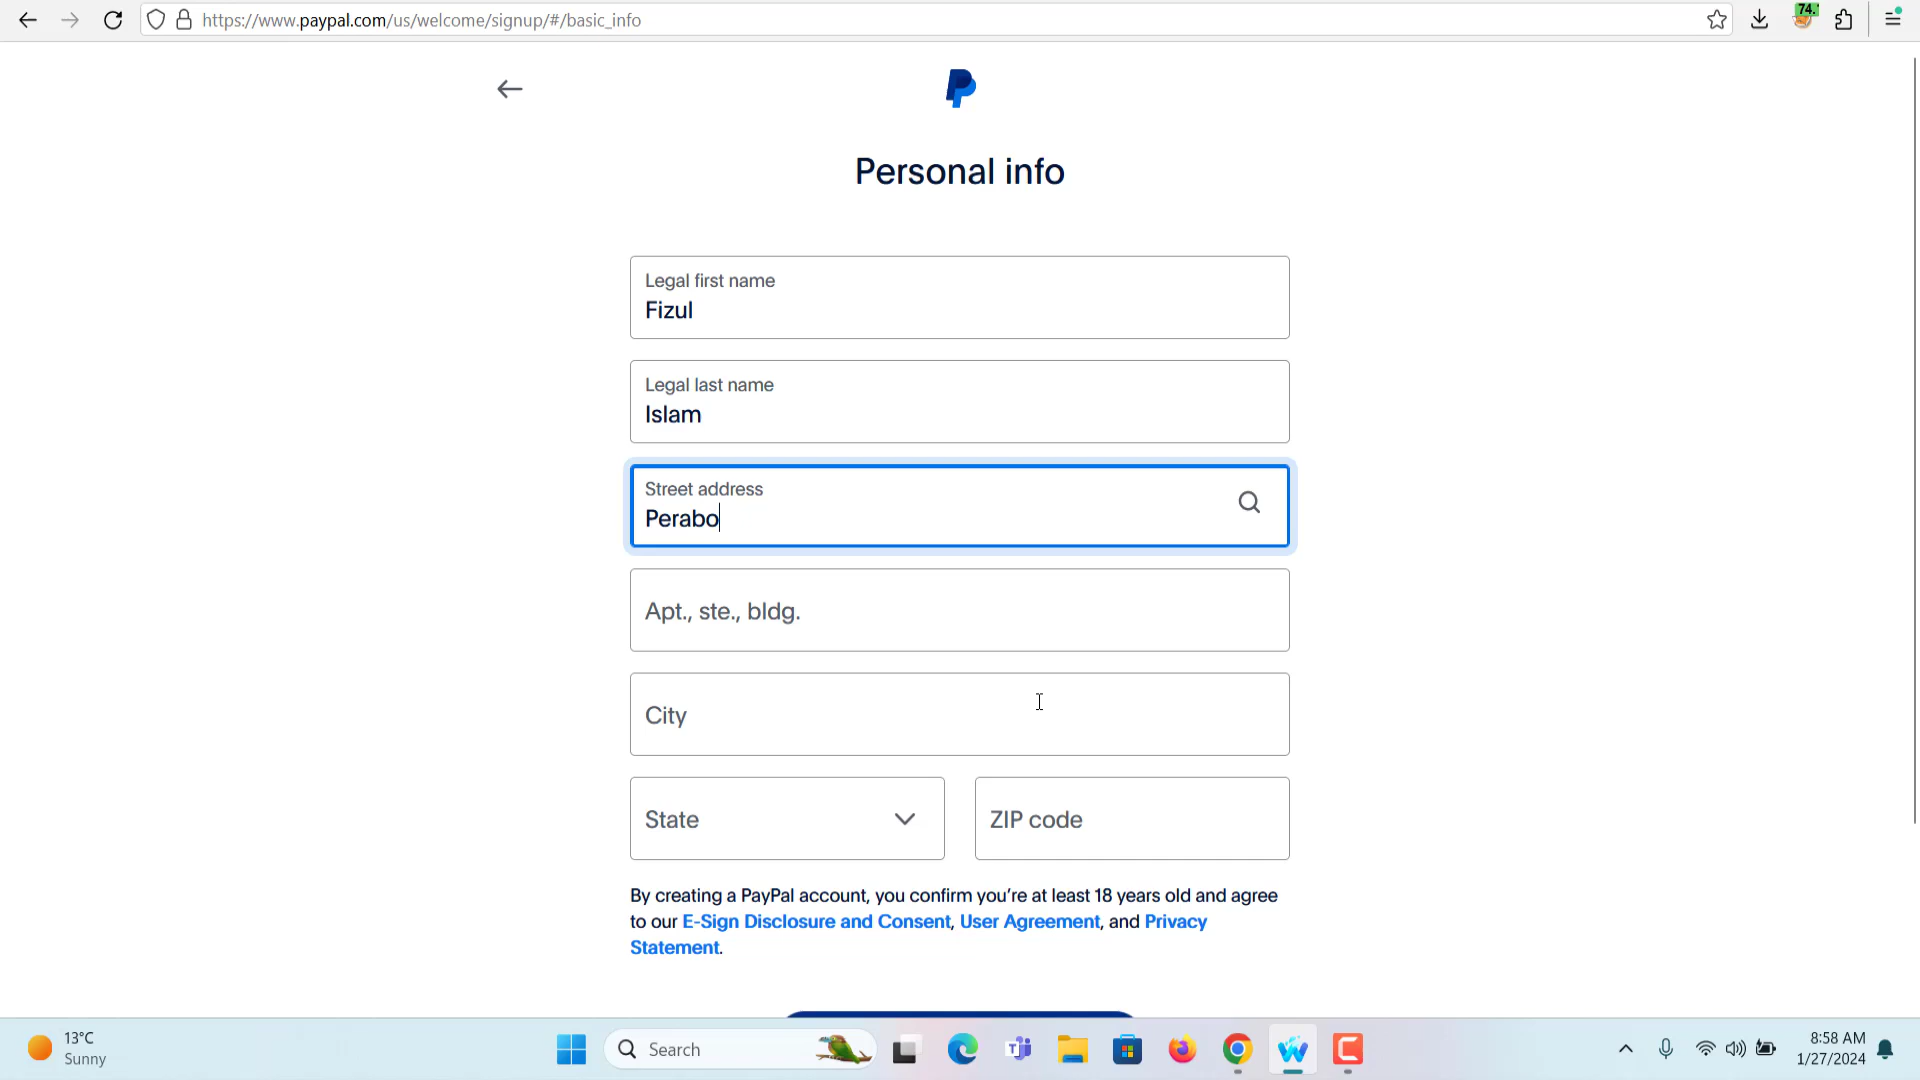 https://www.paypal.com/us/welcome/signup/#/basic_info
74.
Personal info
Legal first name
Fizul
Legal last name
Islam
Street address
Perabo
Apt., ste., bldg.
City
State
ZIP code
By creating a PayPal account, you confirm you're at least 18 years old and agree
to our E-Sign Disclosure and Consent, User Agreement, and Privacy
Statement.
13°C
Sunny
Search
8:58 AM
1/27/2024